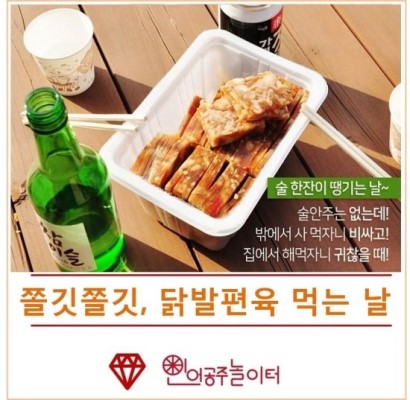 술 한잔이 땡기는 날~
술안주는 없는데!
밖에서 사 먹자니 비싸고!
집에서 해먹자니 귀찮을 때!
쫄깃쫄깃, 닭발편육 먹는 날
인어공주놀이터